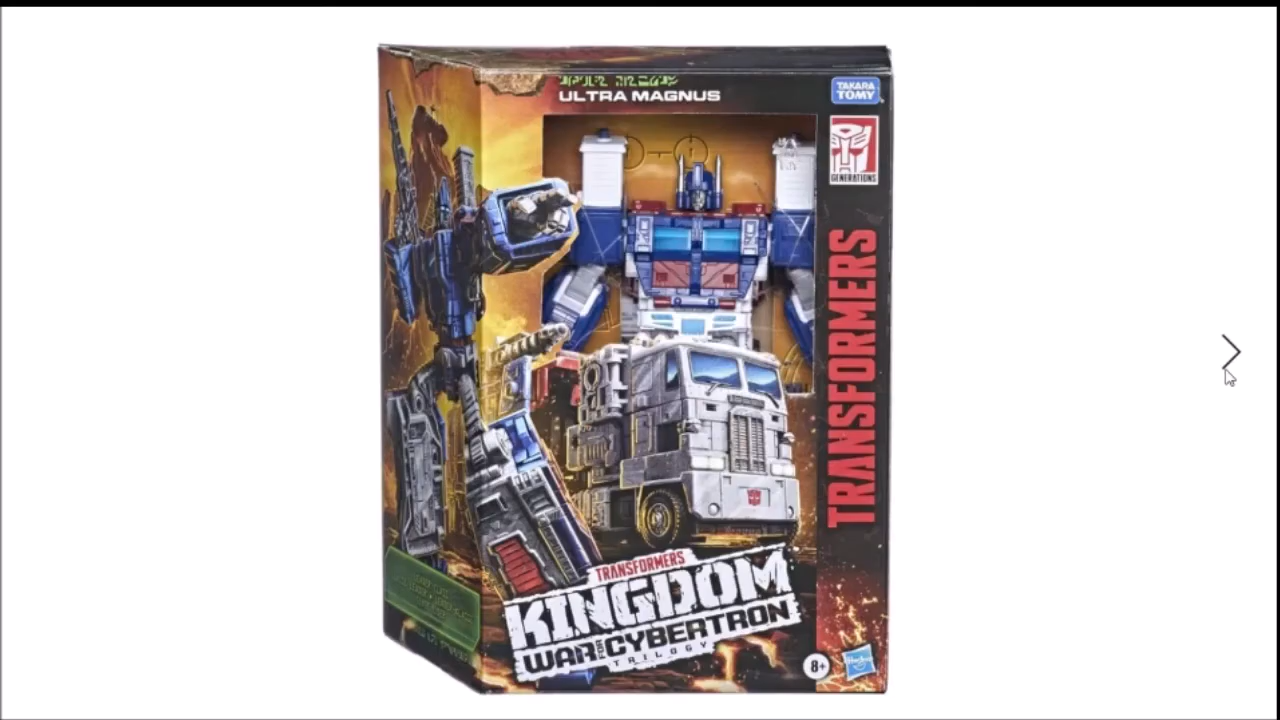 ULTRA MAGNUS
TAKARA
TOMY
GENERATIONS
TRANSFORMERS
TRANSFORMERS
KINGDOM
WAR FOR CYBERTRON
TRILOGY
8+
Hasbro